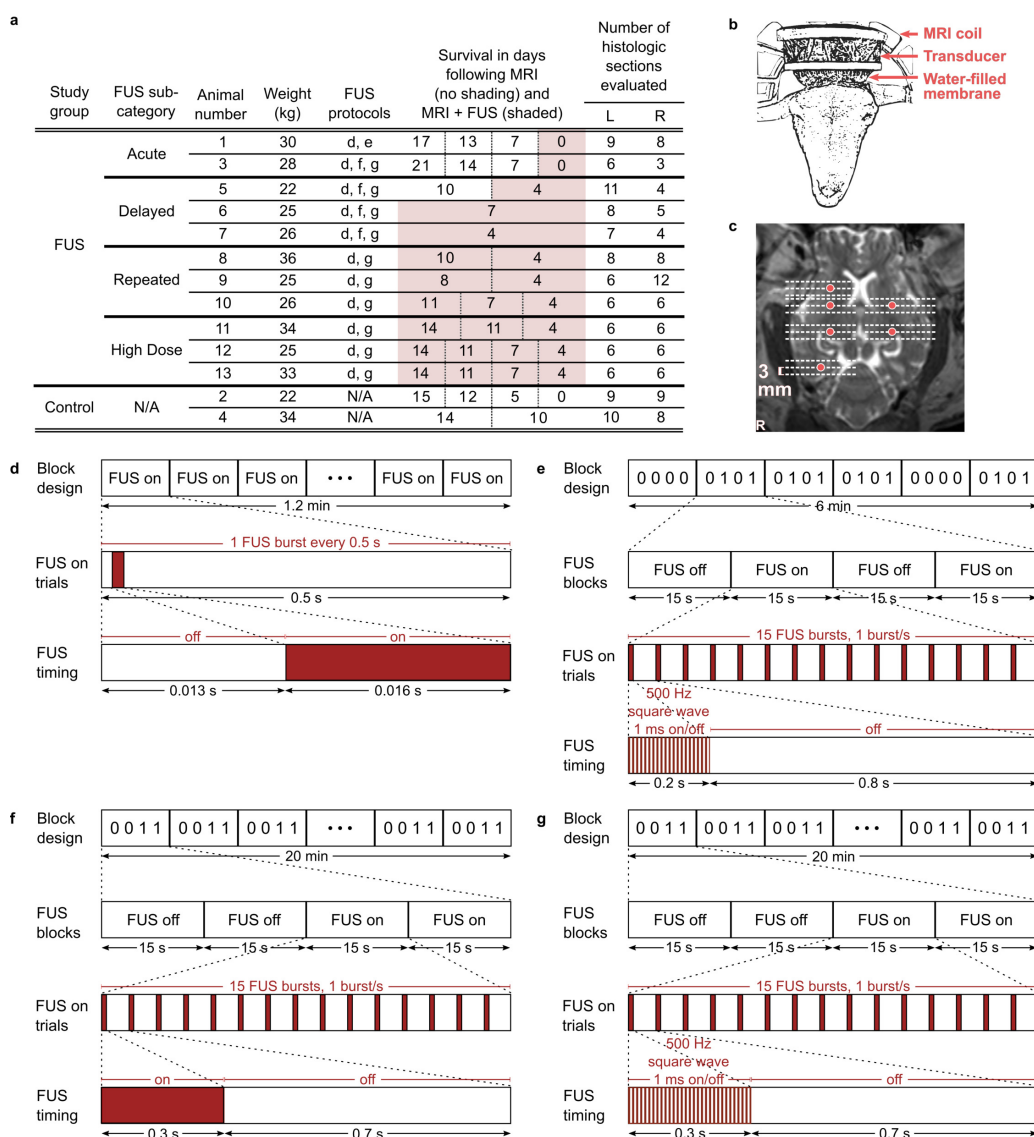 a
Study group
FUS sub-category
Animal number
Weight (kg)
FUS protocols
Survival in days following MRI (no shading) and MRI + FUS (shaded)
Number of histologic sections evaluated
L R
FUS
Acute
1 30 d, e 17 13 7 0 9 8
3 28 d, f, g 21 14 7 0 6 3
Delayed
5 22 d, f, g 10 4 11 4
6 25 d, f, g 7 8 5
7 26 d, f, g 4 7 4
Repeated
8 36 d, g 10 4 8 8
9 25 d, g 8 4 6 12
10 26 d, g 11 7 4 6 6
High Dose
11 34 d, g 14 11 4 6 6
12 25 d, g 14 11 7 4 6 6
13 33 d, g 14 11 7 4 6 6
Control N/A
2 22 N/A 15 12 5 0 9 9
4 34 N/A 14 10 10 8
b
MRI coil
Transducer
Water-filled
membrane
c
3
mm
R
d
Block design
FUS on FUS on FUS on ••• FUS on FUS on
1.2 min
1 FUS burst every 0.5 s
FUS on trials
0.5 s
off on
FUS timing
0.013 s 0.016 s
e
Block design
0 0 0 0 0 1 0 1 0 1 0 1 0 1 0 1 0 0 0 0 0 1 0 1
6 min
FUS blocks
FUS off FUS on FUS off FUS on
15 s 15 s 15 s 15 s
15 FUS bursts, 1 burst/s
FUS on trials
500 Hz
square wave
1 ms on/off off
FUS timing
0.2 s 0.8 s
f
Block design
0 0 1 1 0 0 1 1 0 0 1 1 ••• 0 0 1 1 0 0 1 1
20 min
FUS blocks
FUS off FUS off FUS on FUS on
15 s 15 s 15 s 15 s
15 FUS bursts, 1 burst/s
FUS on trials
on off
FUS timing
0.3 s 0.7 s
g
Block design
0 0 1 1 0 0 1 1 0 0 1 1 ••• 0 0 1 1 0 0 1 1
20 min
FUS blocks
FUS off FUS off FUS on FUS on
15 s 15 s 15 s 15 s
15 FUS bursts, 1 burst/s
FUS on trials
500 Hz
square wave
1 ms on/off off
FUS timing
0.3 s 0.7 s